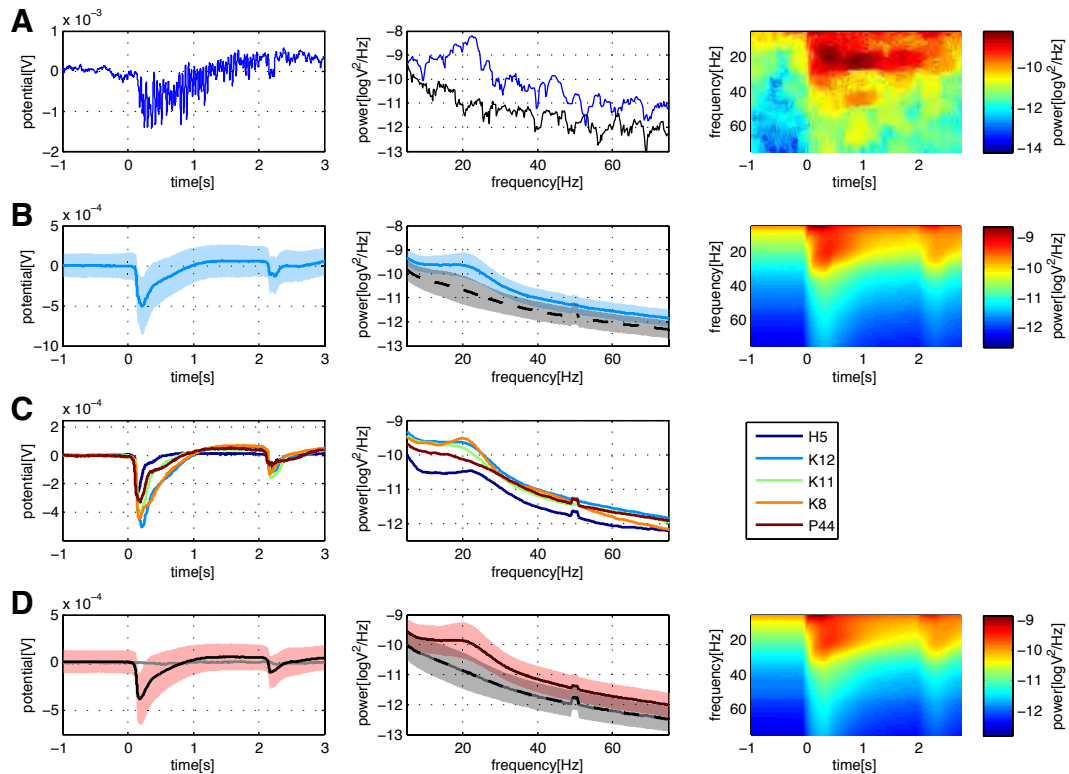 A
x 10−3
1
0
−1
−2
potential[V]
−1 0 1 2 3
time[s]
−8
−9
−10
−11
−12
−13
power[logV2/Hz]
20 40 60
frequency[Hz]
20
40
60
frequency[Hz]
−1 0 1 2
time[s]
−10
−12
−14
power[logV2/Hz]
B
x 10−4
5
0
−5
−10
potential[V]
−1 0 1 2 3
time[s]
−8
−9
−10
−11
−12
−13
power[logV2/Hz]
20 40 60
frequency[Hz]
20
40
60
frequency[Hz]
−1 0 1 2
time[s]
−9
−10
−11
−12
power[logV2/Hz]
C
x 10−4
2
0
−2
−4
potential[V]
−1 0 1 2 3
time[s]
−9
−10
−11
−12
power[logV2/Hz]
20 40 60
frequency[Hz]
H5
K12
K11
K8
P44
D
x 10−4
5
0
−5
potential[V]
−1 0 1 2 3
time[s]
−9
−10
−11
−12
−13
power[logV2/Hz]
20 40 60
frequency[Hz]
20
40
60
frequency[Hz]
−1 0 1 2
time[s]
−9
−10
−11
−12
−13
power[logV2/Hz]